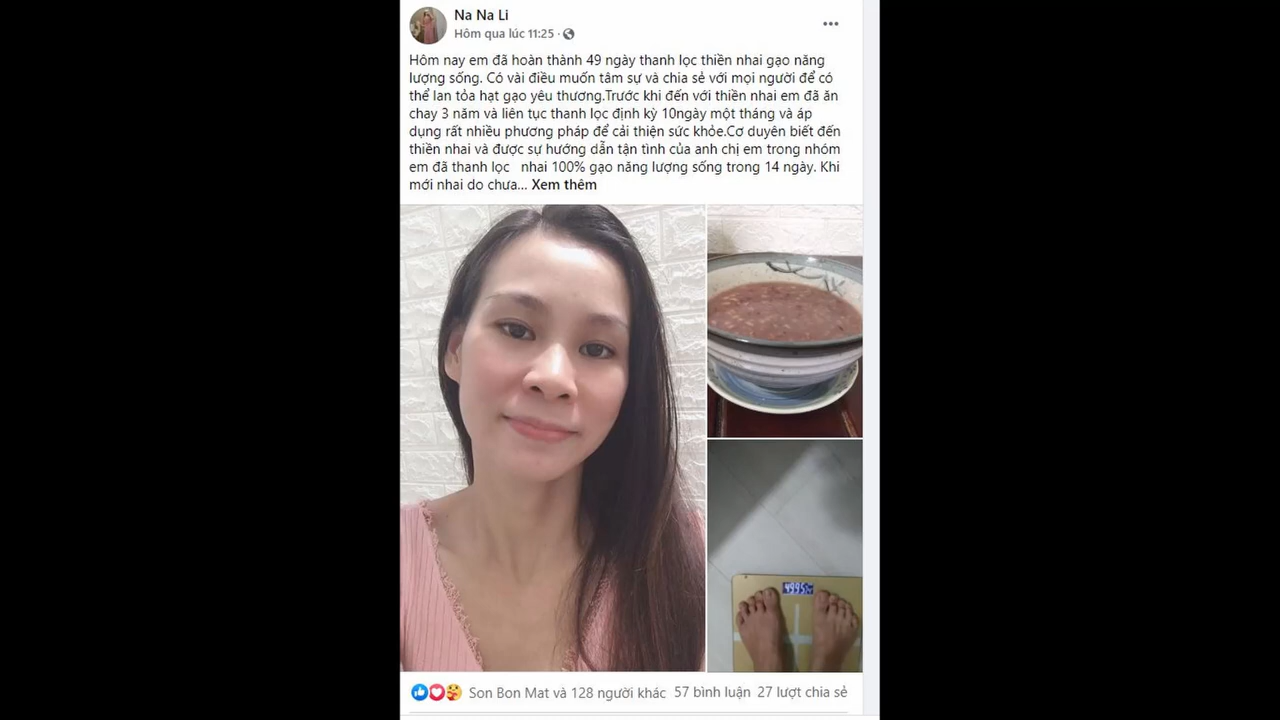 Na Na Li
Hôm qua lúc 11:25 ·
Hôm nay em đã hoàn thành 49 ngày thanh lọc thiền nhai gạo năng
lượng sống. Có vài điều muốn tâm sự và chia sẻ với mọi người để có
thể lan tỏa hạt gạo yêu thương.Trước khi đến với thiền nhai em đã ăn
chay 3 năm và liên tục thanh lọc định kỳ 10ngày một tháng và áp
dụng rất nhiều phương pháp để cải thiện sức khỏe.Cơ duyên biết đến
thiền nhai và được sự hướng dẫn tận tình của anh chị em trong nhóm
em đã thanh lọc nhai 100% gạo năng lượng sống trong 14 ngày. Khi
mới nhai do chưa... Xem thêm
Son Bon Mat và 128 người khác 57 bình luận 27 lượt chia sẻ